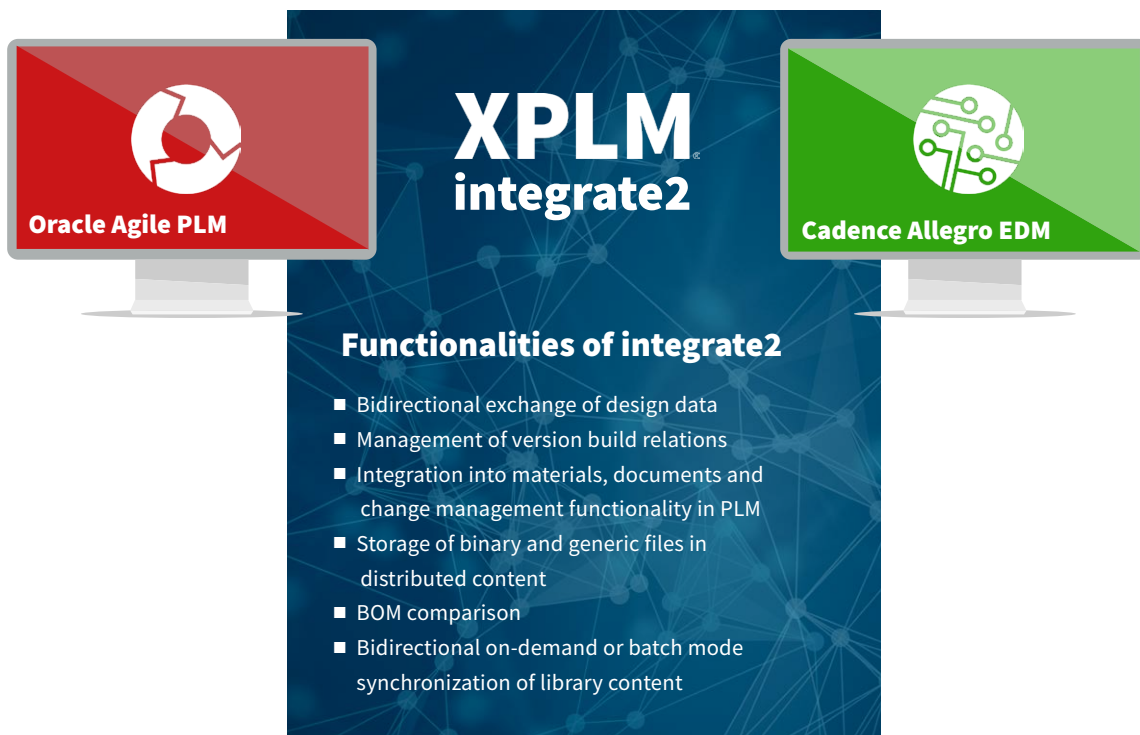 XPLM®
integrate2
Oracle Agile PLM
Cadence Allegro EDM
Functionalities of integrate2
■ Bidirectional exchange of design data
■ Management of version build relations
■ Integration into materials, documents and
change management functionality in PLM
■ Storage of binary and generic files in
distributed content
■ BOM comparison
■ Bidirectional on-demand or batch mode
synchronization of library content